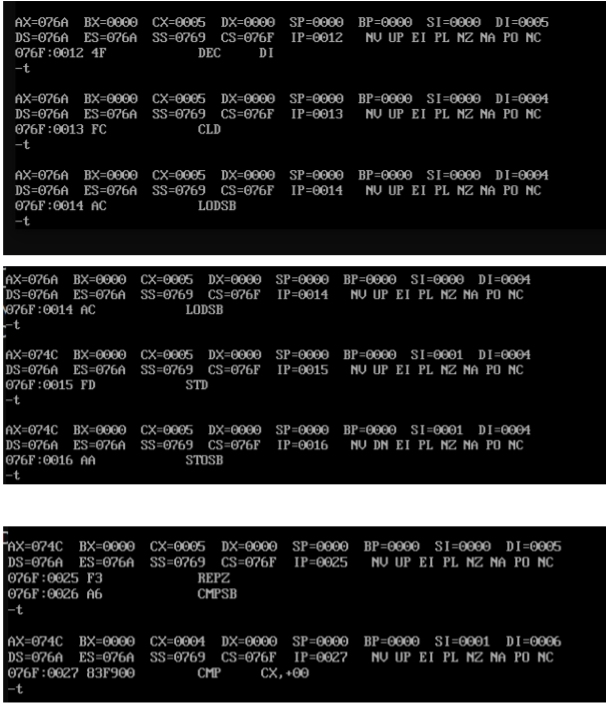 AX=076A BX=0000 CX=0005 DX=0000 SP=0000 BP=0000 SI=0000 DI=0005
DS=076A ES=076A SS=0769 CS=076F IP=0012 NV UP EI PL NZ NA PO NC
076F:0012 4F DEC DI
-t
AX=076A BX=0000 CX=0005 DX=0000 SP=0000 BP=0000 SI=0000 DI=0004
DS=076A ES=076A SS=0769 CS=076F IP=0013 NV UP EI PL NZ NA PO NC
076F:0013 FC CLD
-t
AX=076A BX=0000 CX=0005 DX=0000 SP=0000 BP=0000 SI=0000 DI=0004
DS=076A ES=076A SS=0769 CS=076F IP=0014 NV UP EI PL NZ NA PO NC
076F:0014 AC LODSB
-t
AX=076A BX=0000 CX=0005 DX=0000 SP=0000 BP=0000 SI=0000 DI=0004
DS=076A ES=076A SS=0769 CS=076F IP=0014 NV UP EI PL NZ NA PO NC
076F:0014 AC LODSB
-t
AX=074C BX=0000 CX=0005 DX=0000 SP=0000 BP=0000 SI=0001 DI=0004
DS=076A ES=076A SS=0769 CS=076F IP=0015 NV UP EI PL NZ NA PO NC
076F:0015 FD STD
-t
AX=074C BX=0000 CX=0005 DX=0000 SP=0000 BP=0000 SI=0001 DI=0004
DS=076A ES=076A SS=0769 CS=076F IP=0016 NV DN EI PL NZ NA PO NC
076F:0016 AA STOSB
-t
AX=074C BX=0000 CX=0005 DX=0000 SP=0000 BP=0000 SI=0000 DI=0005
DS=076A ES=076A SS=0769 CS=076F IP=0025 NV UP EI PL NZ NA PO NC
076F:0025 F3 REPZ
076F:0026 A6 CMPSB
-t
AX=074C BX=0000 CX=0004 DX=0000 SP=0000 BP=0000 SI=0001 DI=0006
DS=076A ES=076A SS=0769 CS=076F IP=0027 NV UP EI PL NZ NA PO NC
076F:0027 83F900 CMP CX,+00
-t